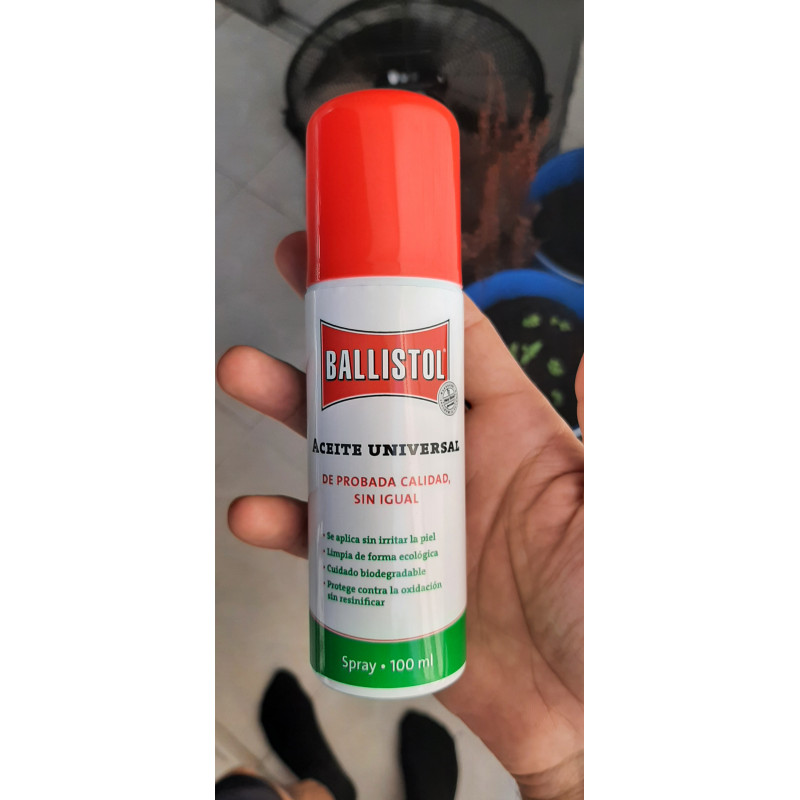 BALLISTOL
ACEITE UNIVERSAL
DE PROBADA CALIDAD,
SIN IGUAL
· Se aplica sin irritar la piel
· Limpia de forma ecológica
· Cuidado biodegradable
· Protege contra la oxidación
sin resinificar
Spray • 100 ml